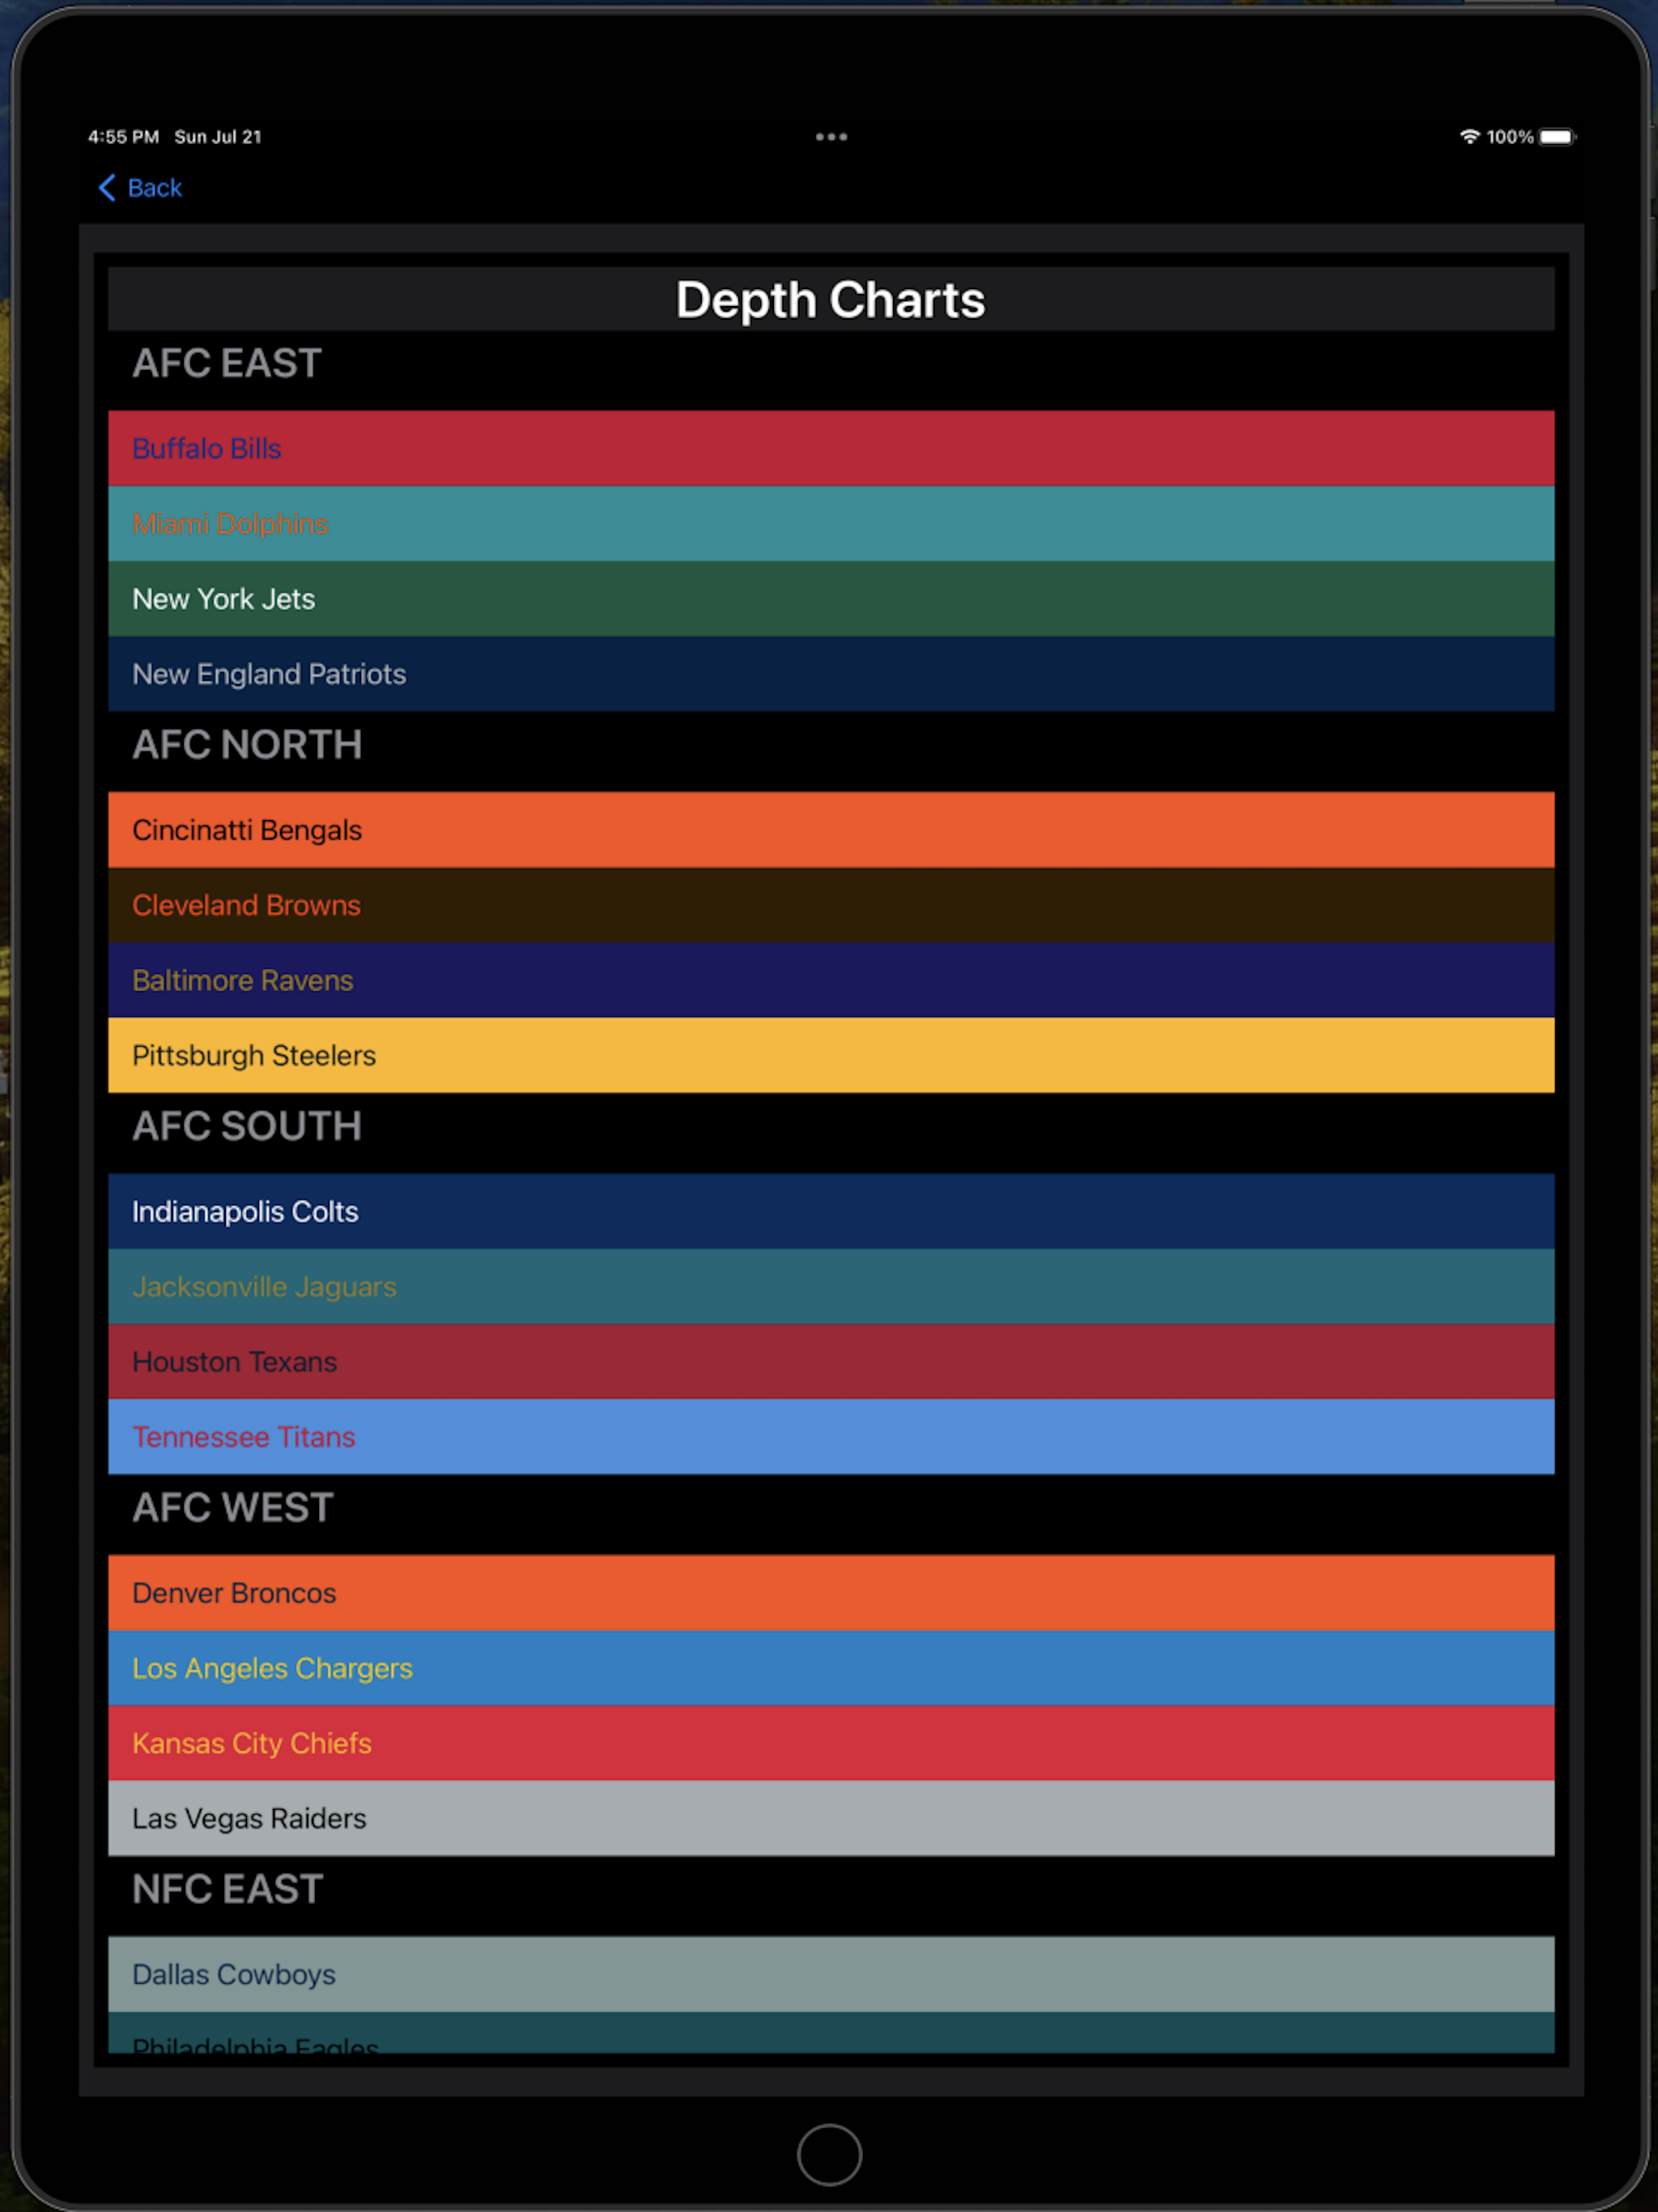 4:55 PM Sun Jul 21
100%
Back
Depth Charts
AFC EAST
Buffalo Bills
Miami Dolphins
New York Jets
New England Patriots
AFC NORTH
Cincinatti Bengals
Cleveland Browns
Baltimore Ravens
Pittsburgh Steelers
AFC SOUTH
Indianapolis Colts
Jacksonville Jaguars
Houston Texans
Tennessee Titans
AFC WEST
Denver Broncos
Los Angeles Chargers
Kansas City Chiefs
Las Vegas Raiders
NFC EAST
Dallas Cowboys
Philadelphia Eagles